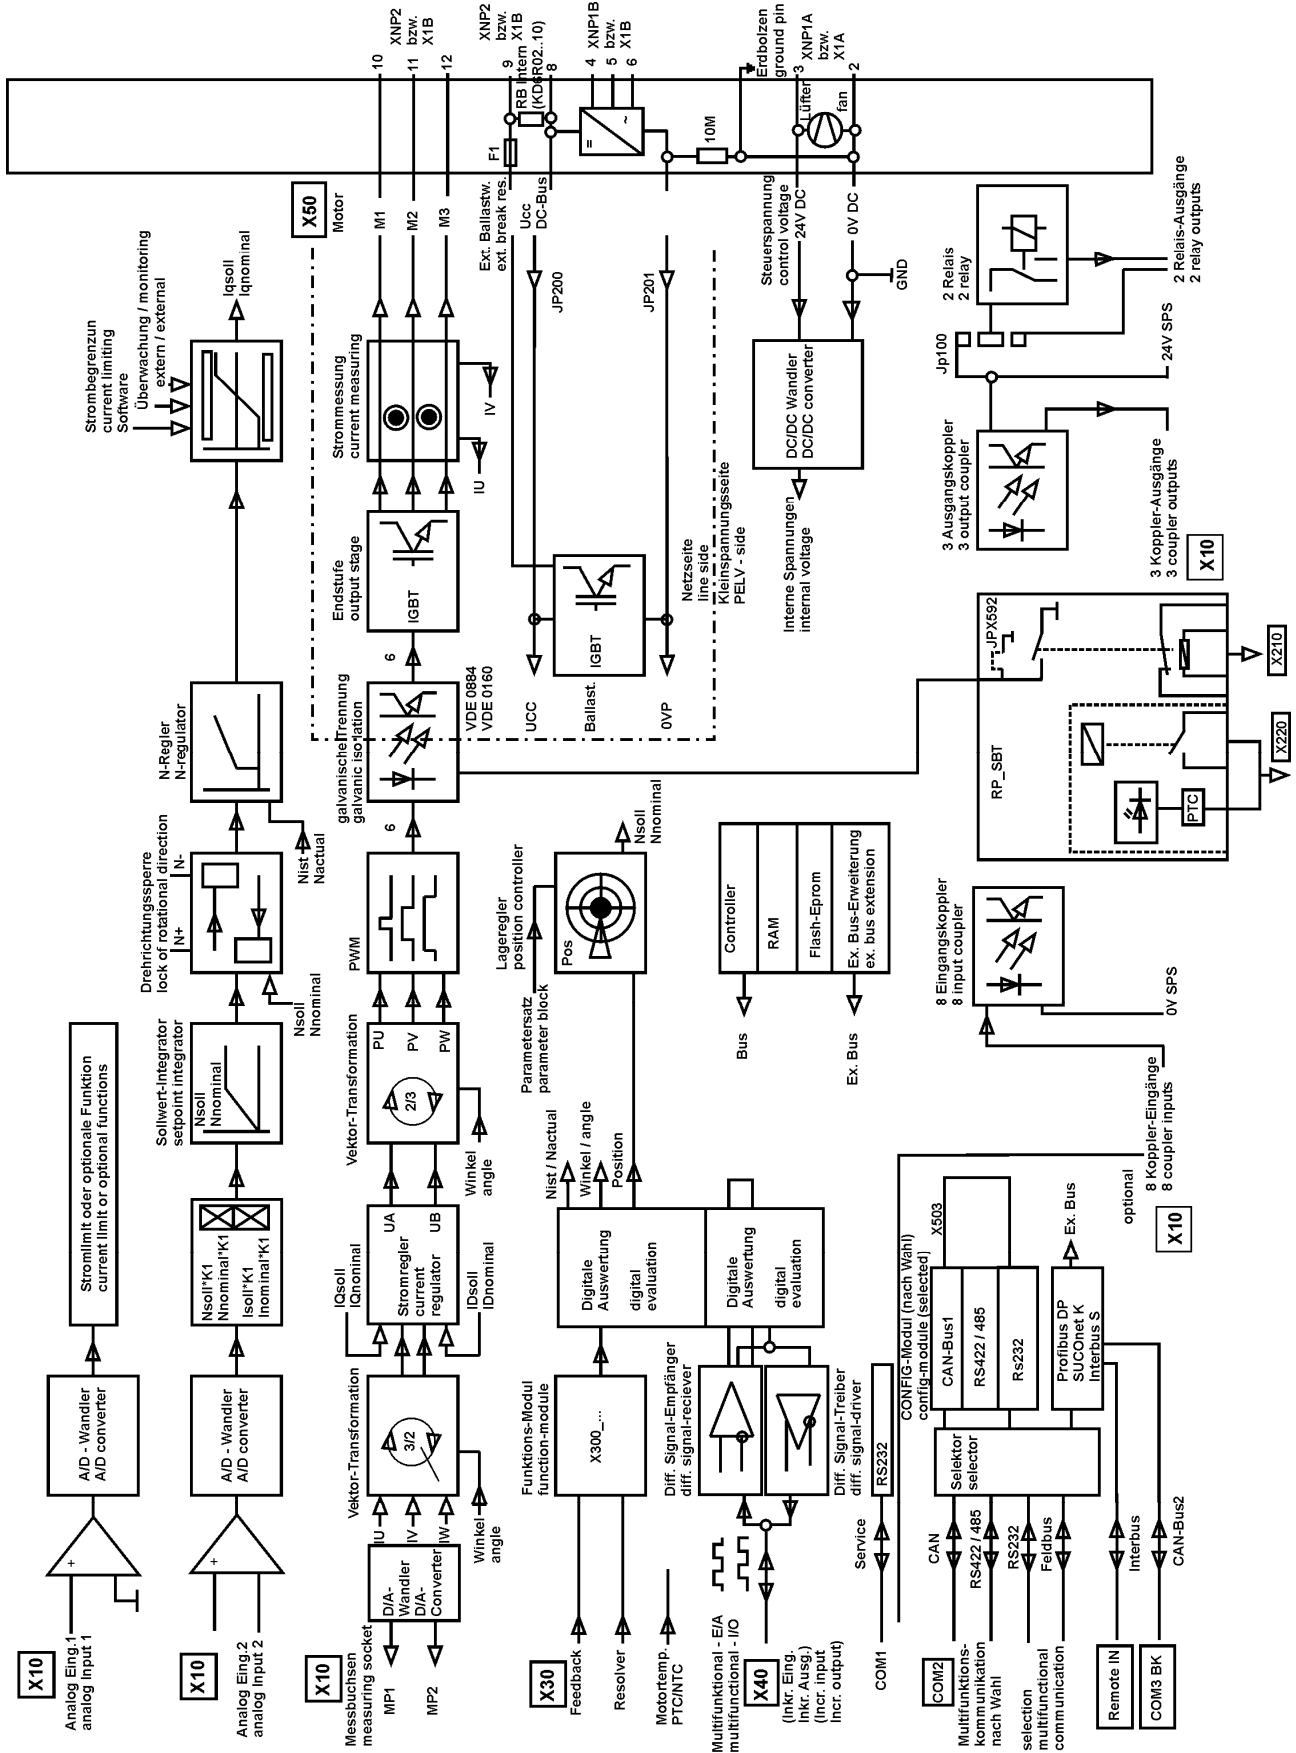 X10
Analog Eing.1
analog Input 1
+
A/D - Wandler
A/D converter
Stromlimit oder optionale Funktion
current limit or optional functions
X10
Analog Eing.2
analog Input 2
+
A/D - Wandler
A/D converter
Nsoll*K1
Nnominal*K1
Isoll*K1
Inominal*K1
Sollwert-Integrator
setpoint integrator
Nsoll
Nnominal
Nsoll
Nnominal
Drehrichtungssperre
lock of rotational direction
N+
N-
Nist
Nactual
N-Regler
N-regulator
Strombegrenzun
current limiting
Software
Überwachung / monitoring
extern / external
Iqsoll
Iqnominal
X10
Messbuchsen
measuring socket
MP1
MP2
D/A-
Wandler
D/A-
Converter
IU
IV
IW
Winkel
angle
Vektor-Transformation
3/2
IQsoll
IQnominal
Stromregler
current
regulator
IDsoll
IDnominal
UA
UB
Vektor-Transformation
2/3
Winkel
angle
PU
PV
PW
PWM
6
galvanische Trennung
galvanic isolation
VDE 0884
VDE 0160
6
Endstufe
output stage
IGBT
Strommessung
current measuring
IU
IV
X50
Motor
M1
M2
M3
10
11
12
XNP2
bzw.
X1B
Ext. Ballastw.
ext. break res.
Ucc
DC-Bus
JP200
JP201
UCC
Ballast.
0VP
IGBT
Netzseite
line side
Kleinspannungsseite
PELV - side
F1
9
RB Intern
(KD6R02..10)
8
XNP2
bzw.
X1B
=
~
4
5
6
XNP1B
bzw.
X1B
10M
Erdbolzen
ground pin
Lüfter
fan
3
2
XNP1A
bzw.
X1A
Steuerspannung
control voltage
24V DC
0V DC
GND
DC/DC Wandler
DC/DC converter
Interne Spannungen
internal voltage
X30
Feedback
Resolver
Motortemp.
PTC/NTC
Funktions-Modul
function-module
X300_...
Digitale
Auswertung
digital
evaluation
Digitale
Auswertung
digital
evaluation
Nist / Nactual
Winkel / angle
Position
Parametersatz
parameter block
Lageregler
position controller
Pos
Nsoll
Nnominal
Multifunktional - E/A
multifunctional - I/O
X40
(Inkr. Eing.
Inkr. Ausg.)
(Incr. input
Incr. output)
Diff. Signal-Empfänger
diff. signal-reciever
Diff. Signal-Treiber
diff. signal-driver
Controller
RAM
Flash-Eprom
Ex. Bus-Erweiterung
ex. bus extension
Bus
Ex. Bus
COM1
Service
RS232
CONFIG-Modul (nach Wahl)
config-module (selected)
X503
CAN-Bus1
RS422 / 485
Rs232
Profibus DP
SUCOnet K
Interbus S
Ex. Bus
Selektor
selector
CAN
RS422 / 485
RS232
Feldbus
COM2
Multifunktions-
kommunikation
nach Wahl
selection
multifunctional
communication
Remote IN
Interbus
COM3 BK
CAN-Bus2
optional
8 Koppler-Eingänge
8 coupler inputs
X10
0V SPS
8 Eingangskoppler
8 input coupler
RP_SBT
JPX592
PTC
X220
X210
3 Ausgangskoppler
3 output coupler
3 Koppler-Ausgänge
3 coupler outputs
X10
24V SPS
Jp100
2 Relais
2 relay
2 Relais-Ausgänge
2 relay outputs